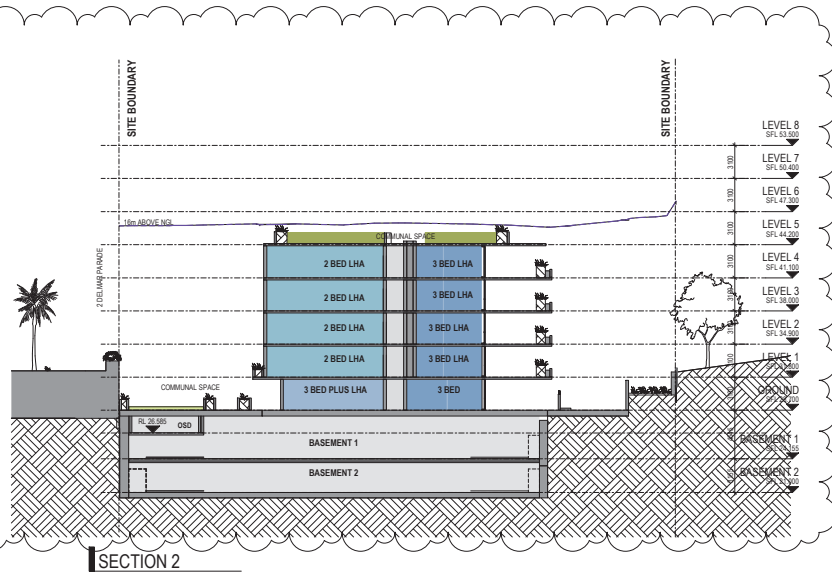 SITE BOUNDARY
SITE BOUNDARY
LEVEL 8
SFL 53.500
3100
LEVEL 7
SFL 50.400
3100
LEVEL 6
SFL 47.300
16m ABOVE NGL
3100
LEVEL 5
SFL 44.200
COMMUNAL SPACE
2 DELMAR PARADE
2 BED LHA
3 BED LHA
3100
LEVEL 4
SFL 41.100
2 BED LHA
3 BED LHA
3100
LEVEL 3
SFL 38.000
2 BED LHA
3 BED LHA
LEVEL 2
SFL 34.900
2 BED LHA
3 BED LHA
LEVEL 1
COMMUNAL SPACE
3 BED PLUS LHA
3 BED
GROUND
RL 26.585
OSD
BASEMENT 1
BASEMENT 1
BASEMENT 2
BASEMENT 2
SECTION 2